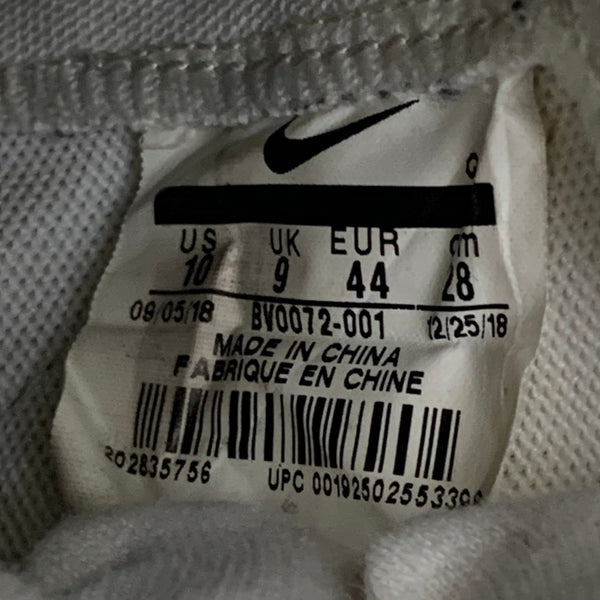 Q
US UK EUR cm
10 9 44 28
09/05/18 BV0072-001 12/25/18
MADE IN CHINA
FABRIQUE EN CHINE
202835756 UPC